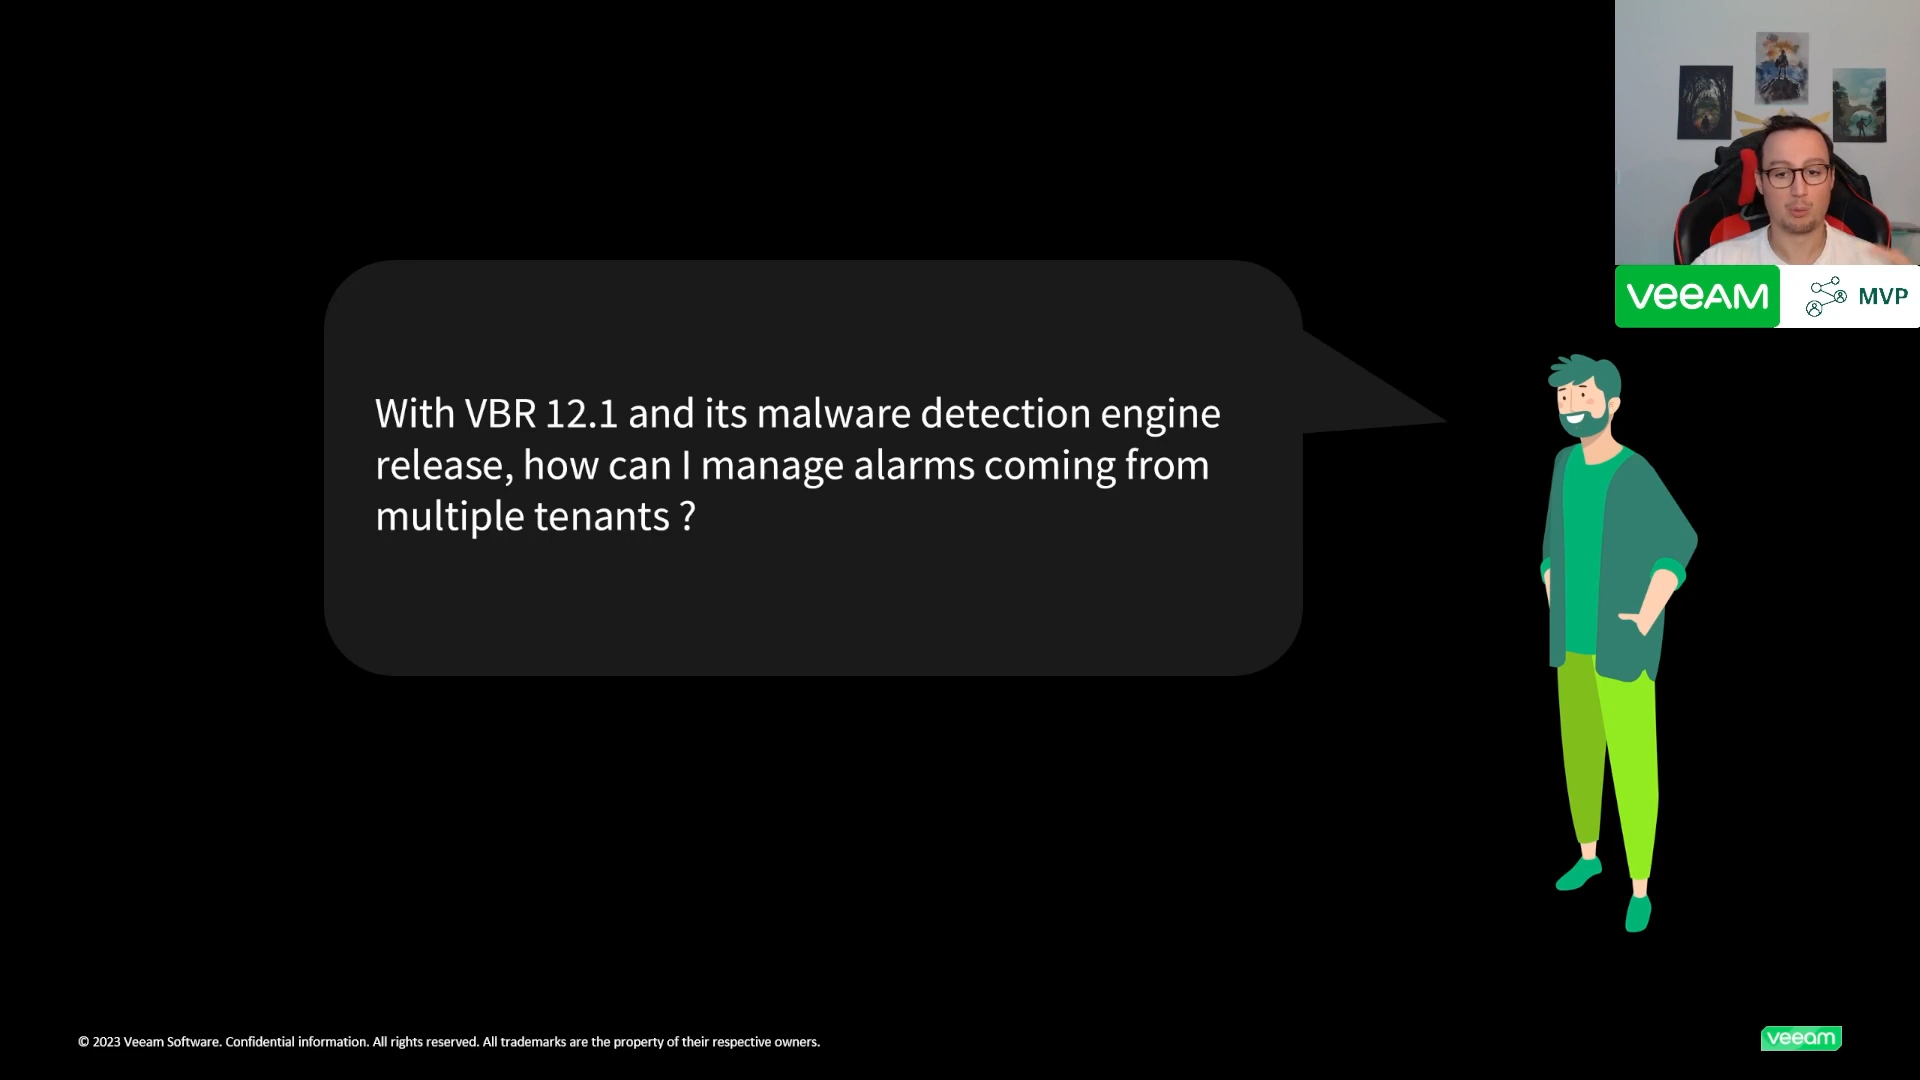 veeAM
MVP
With VBR 12.1 and its malware detection engine
release, how can I manage alarms coming from
multiple tenants ?
© 2023 Veeam Software. Confidential information. All rights reserved. All trademarks are the property of their respective owners.
veeam